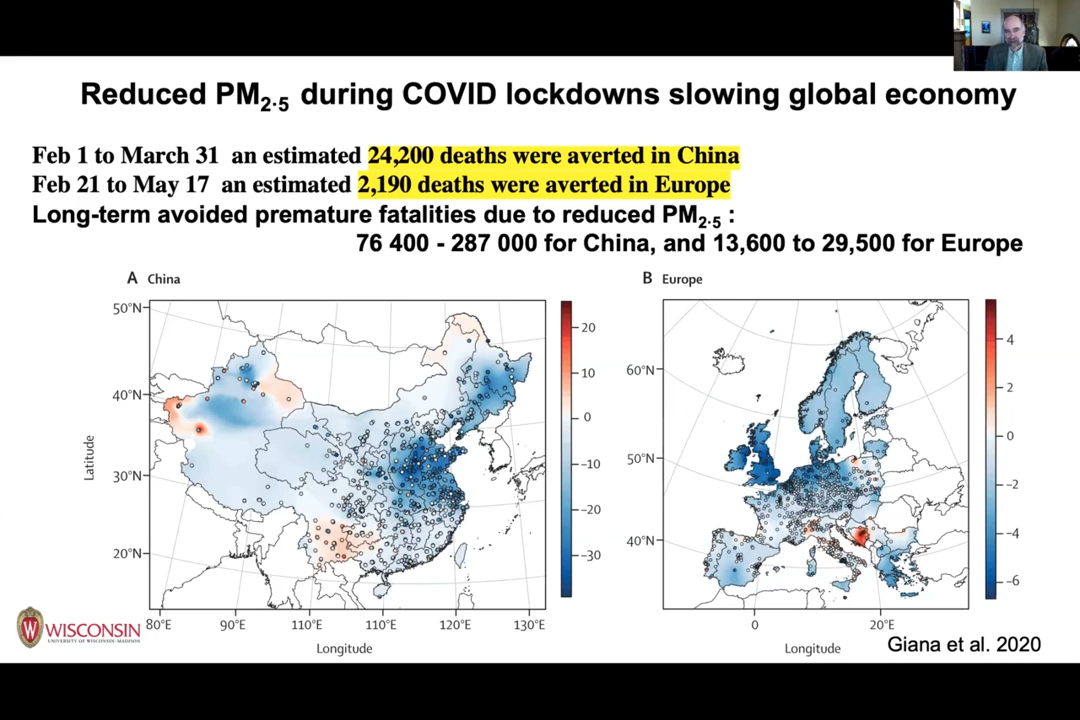 Reduced PM2.5 during COVID lockdowns slowing global economy
Feb 1 to March 31 an estimated 24,200 deaths were averted in China
Feb 21 to May 17 an estimated 2,190 deaths were averted in Europe
Long-term avoided premature fatalities due to reduced PM2.5 :
76 400 - 287 000 for China, and 13,600 to 29,500 for Europe
A China
B Europe
50°N
40°N
30°N
20°N
Latitude
80°E 90°E 110°E 110°E 120°E 130°E
Longitude
20
10
0
−10
−20
−30
60°N
50°N
40°N
0 20°E
Longitude
4
2
0
−2
−4
−6
W WISCONSIN
UNIVERSITY OF WISCONSIN–MADISON
Giana et al. 2020